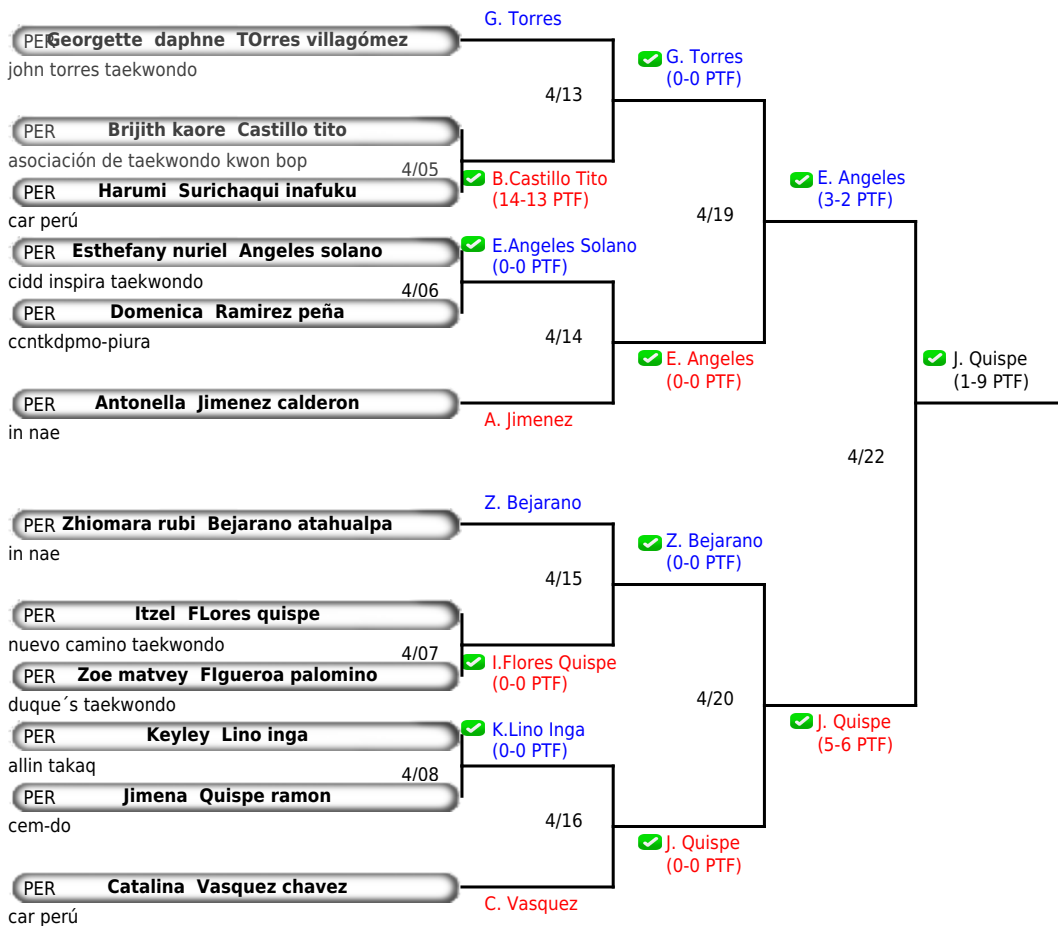 G. Torres
PER Georgette daphne TOrres villagómez
john torres taekwondo
G. Torres
(0-0 PTF)
4/13
PER Brijith kaore Castillo tito
asociación de taekwondo kwon bop
4/05
B.Castillo Tito
(14-13 PTF)
PER Harumi Surichaqui inafuku
car perú
E. Angeles
(3-2 PTF)
4/19
PER Esthefany nuriel Angeles solano
cidd inspira taekwondo
E.Angeles Solano
(0-0 PTF)
4/06
PER Domenica Ramirez peña
ccntkdpmo-piura
4/14
E. Angeles
(0-0 PTF)
J. Quispe
(1-9 PTF)
PER Antonella Jimenez calderon
in nae
A. Jimenez
4/22
Z. Bejarano
PER Zhiomara rubi Bejarano atahualpa
in nae
Z. Bejarano
(0-0 PTF)
4/15
PER Itzel FLores quispe
nuevo camino taekwondo
4/07
I.Flores Quispe
(0-0 PTF)
PER Zoe matvey FIgueroa palomino
duque´s taekwondo
4/20
J. Quispe
(5-6 PTF)
PER Keyley Lino inga
allin takaq
K.Lino Inga
(0-0 PTF)
4/08
PER Jimena Quispe ramon
cem-do
4/16
J. Quispe
(0-0 PTF)
PER Catalina Vasquez chavez
car perú
C. Vasquez